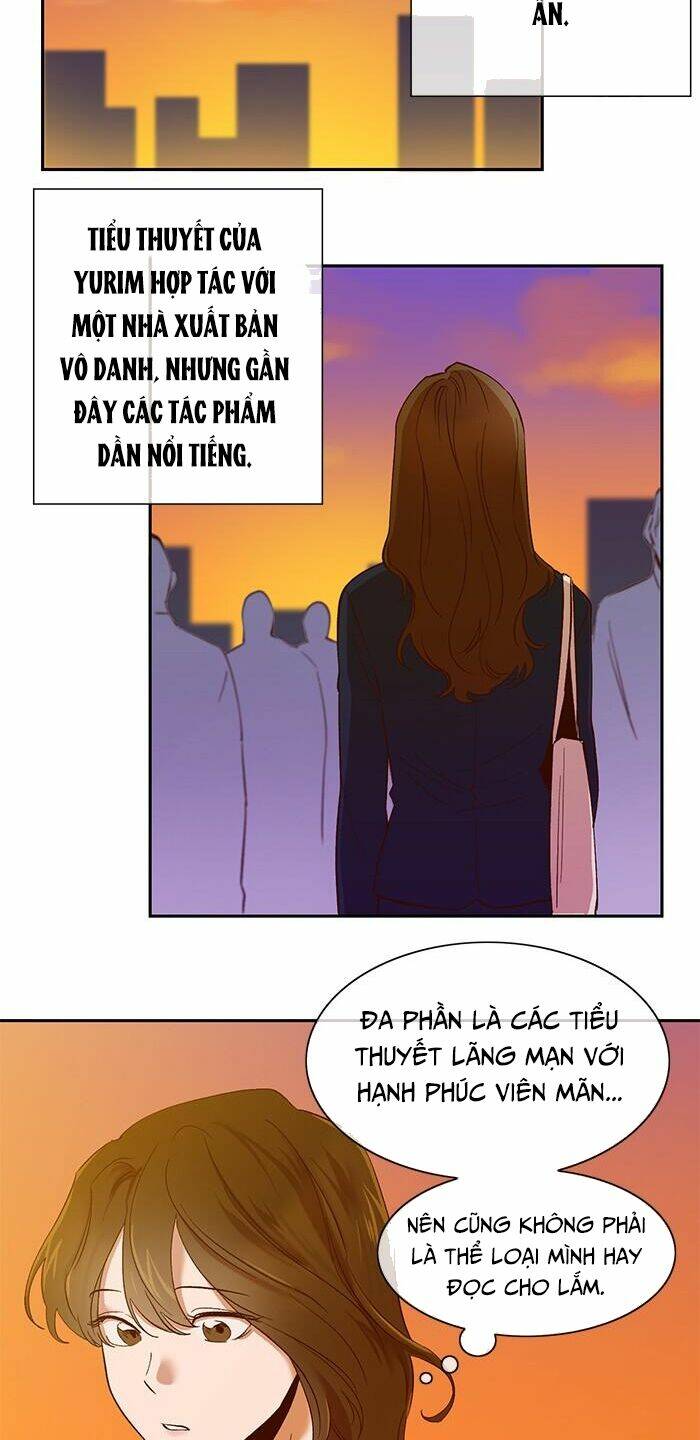 ẨN.
TIỂU THUYẾT CỦA
YURIM HỢP TÁC VỚI
MỘT NHÀ XUẤT BẢN
VÔ DANH, NHƯNG GẦN
ĐÂY CÁC TÁC PHẨM
DẦN NỔI TIẾNG.
ĐA PHẦN LÀ CÁC TIỂU
THUYẾT LÃNG MẠN VỚI
HẠNH PHÚC VIÊN MÃN...
NÊN CŨNG KHÔNG PHẢI
LÀ THỂ LOẠI MÌNH HAY
ĐỌC CHO LẮM.